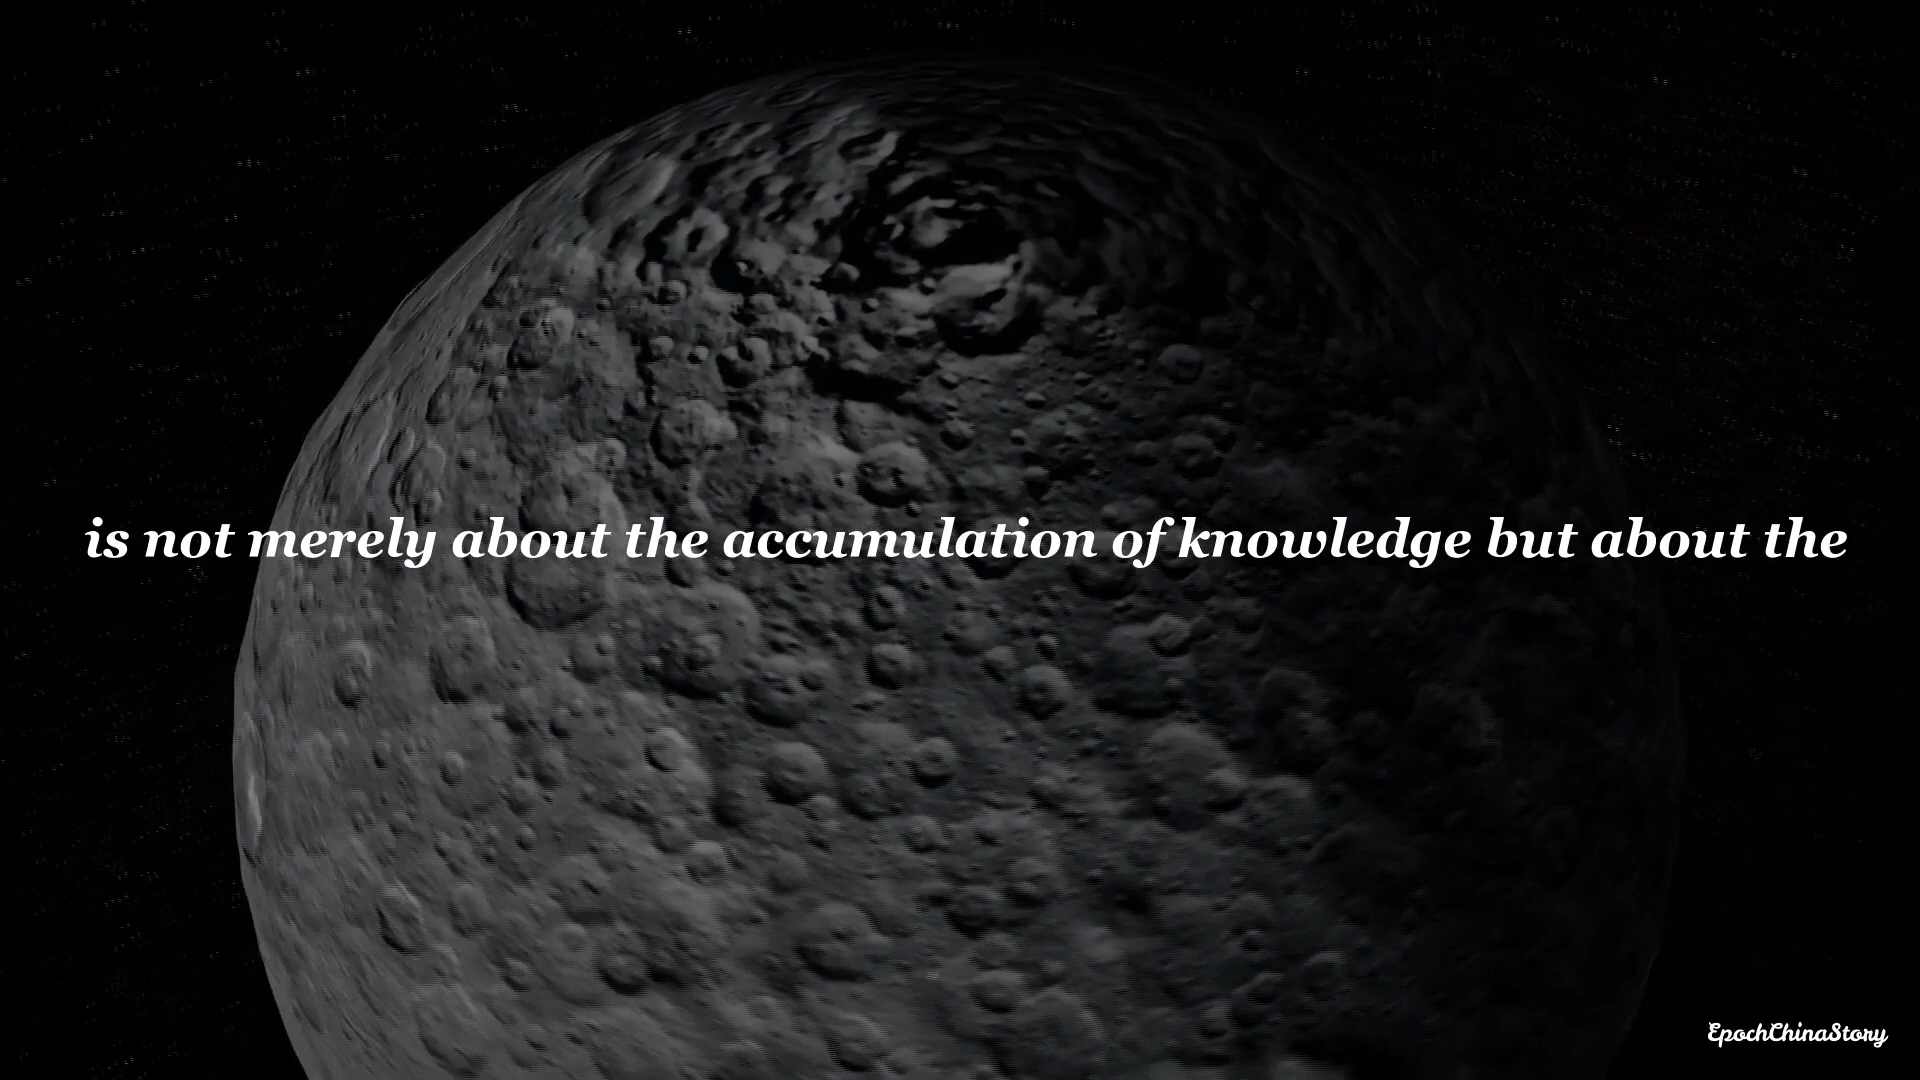 is not merely about the accumulation of knowledge but about the
EpochChinaStory